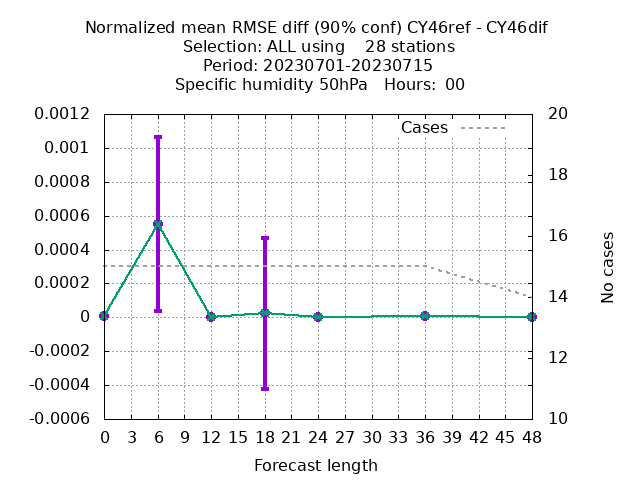 Normalized mean RMSE diff (90% conf) CY46ref - CY46dif
Selection: ALL using    28 stations
Period: 20230701-20230715
Specific humidity 50hPa   Hours:  00
0.0012
0.001
0.0008
0.0006
0.0004
0.0002
0
-0.0002
-0.0004
-0.0006
Cases
20
18
16
14
12
10
No cases
0 3 6 9 12 15 18 21 24 27 30 33 36 39 42 45 48
Forecast length